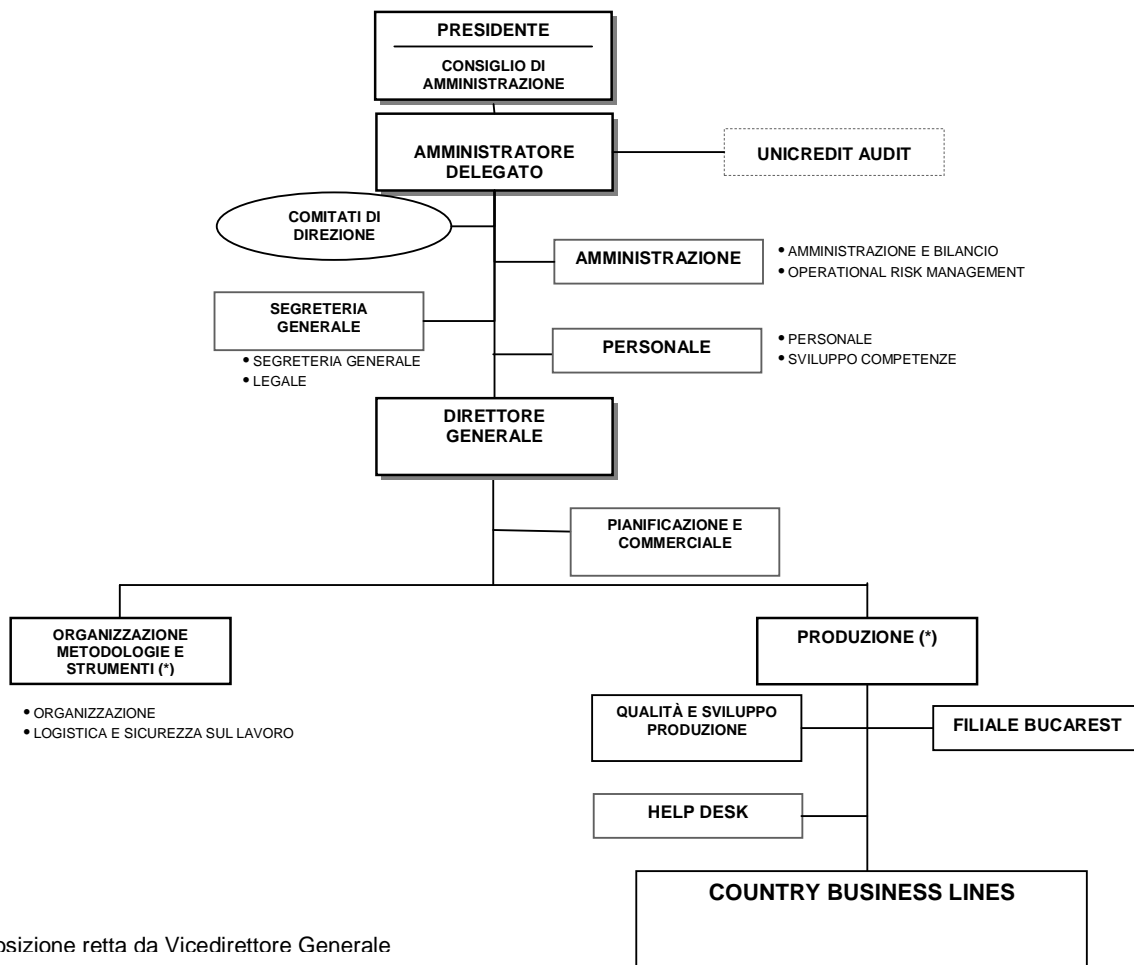 PRESIDENTE
CONSIGLIO DI
AMMINISTRAZIONE
AMMINISTRATORE
DELEGATO
UNICREDIT AUDIT
COMITATI DI
DIREZIONE
AMMINISTRAZIONE
• AMMINISTRAZIONE E BILANCIO
• OPERATIONAL RISK MANAGEMENT
SEGRETERIA
GENERALE
• SEGRETERIA GENERALE
• LEGALE
PERSONALE
• PERSONALE
• SVILUPPO COMPETENZE
DIRETTORE
GENERALE
PIANIFICAZIONE E
COMMERCIALE
ORGANIZZAZIONE
METODOLOGIE E
STRUMENTI (*)
• ORGANIZZAZIONE
• LOGISTICA E SICUREZZA SUL LAVORO
PRODUZIONE (*)
QUALITÀ E SVILUPPO
PRODUZIONE
FILIALE BUCAREST
HELP DESK
COUNTRY BUSINESS LINES
osizione retta da Vicedirettore Generale